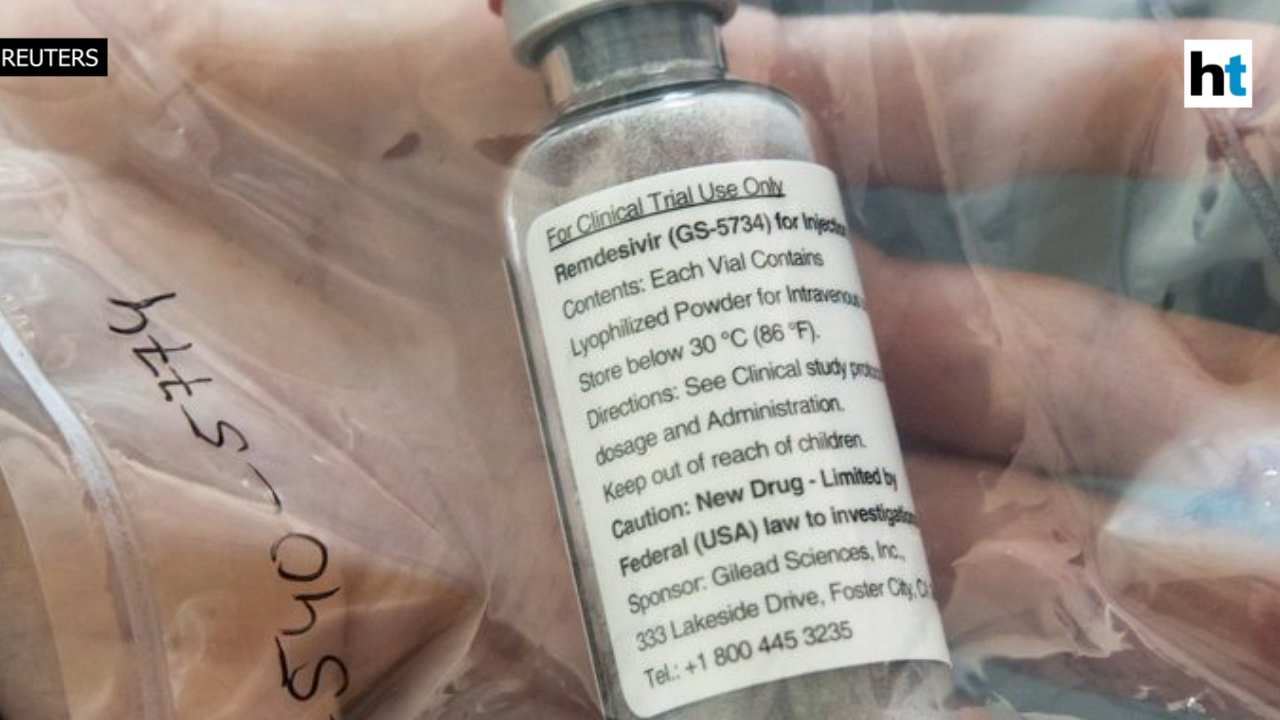 REUTERS
ht
For Clinical Trial Use Only
Remdesivir (GS-5734) for
Contents: Each Vial Contains
Lyophilized Powder for
Store below 30 °C (86 °F).
Directions: See Clinical study
dosage and Administration.
Keep out of reach of children.
Caution: New Drug - Limited by
Federal (USA) law to
Sponsor: Gilead Sciences, Inc.,
333 Lakeside Drive, Foster City,
Tel.: +1 800 445 3235